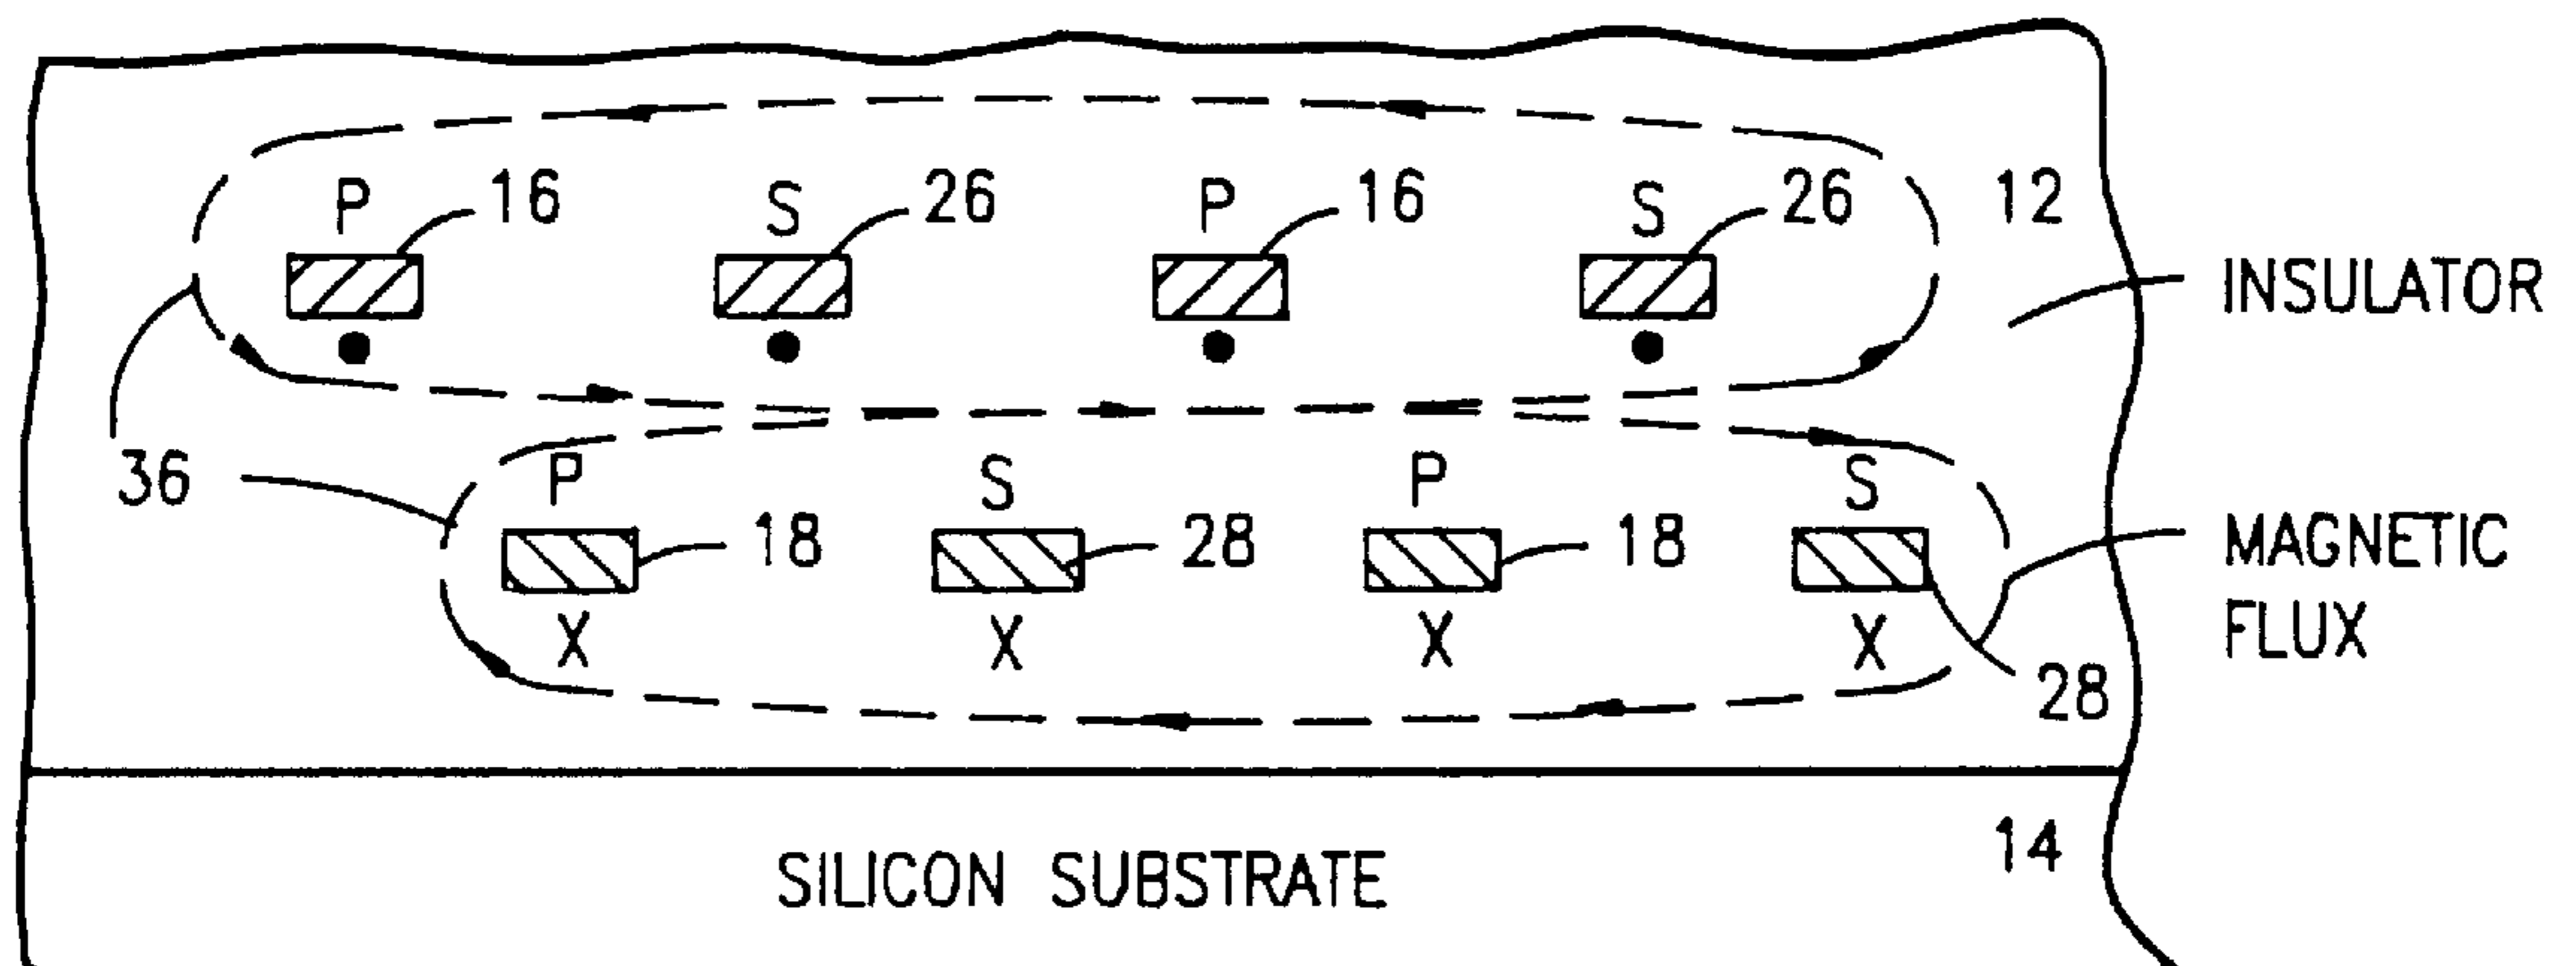 P 16 S 26 P 16 S 26 12
INSULATOR
36 P S P S
18 28 18 MAGNETIC
X X X X FLUX
28
14
SILICON SUBSTRATE